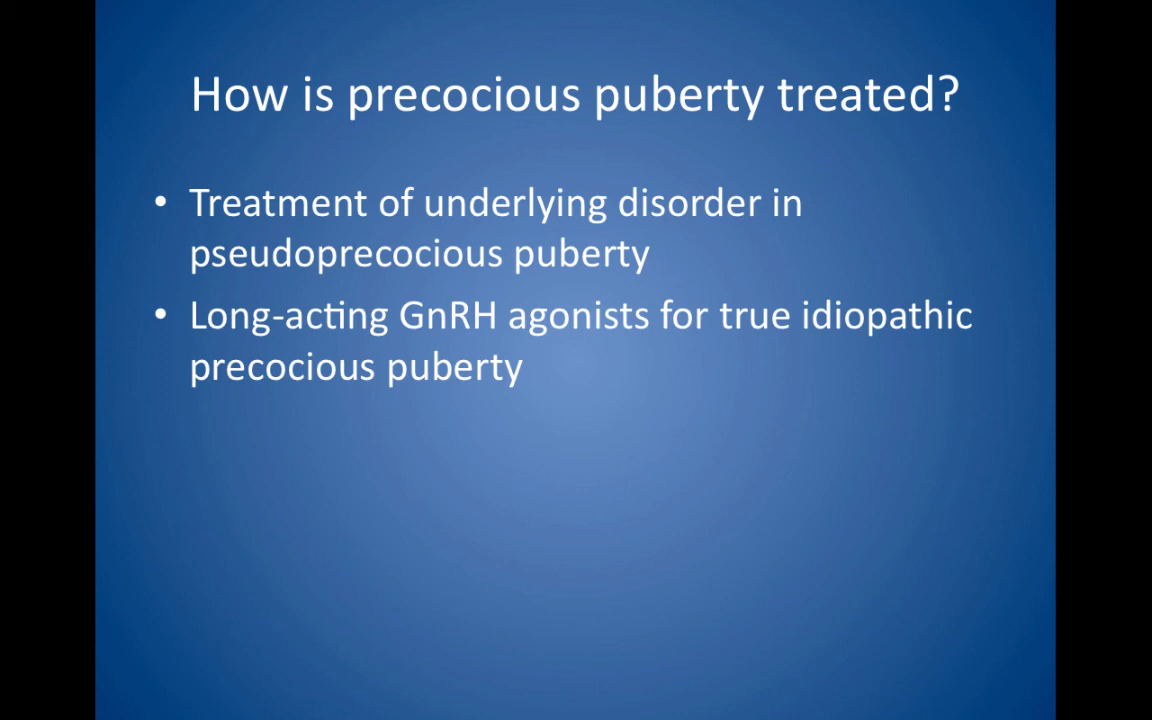 How is precocious puberty treated?
• Treatment of underlying disorder in
pseudoprecocious puberty
• Long-acting GnRH agonists for true idiopathic
precocious puberty